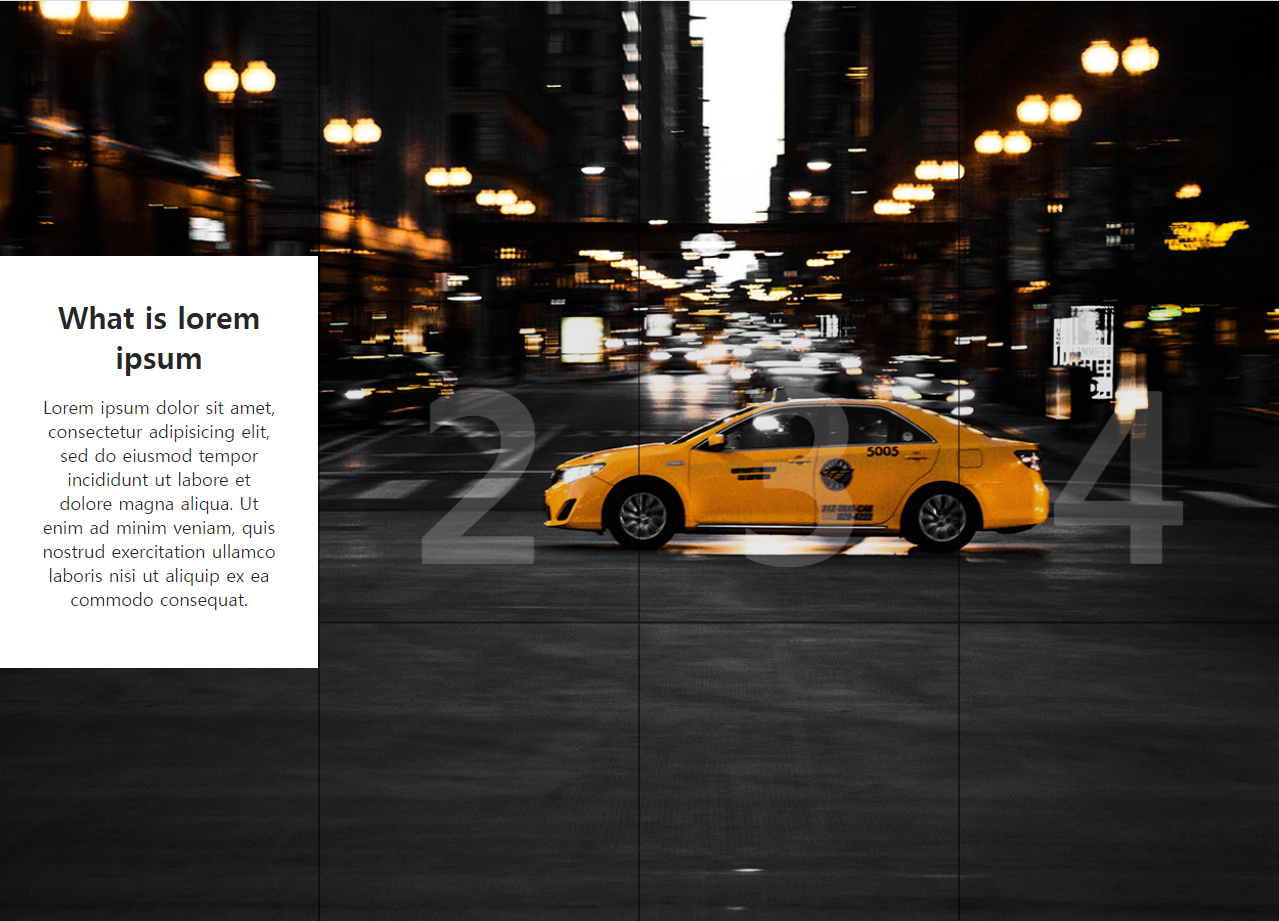 What is lorem
ipsum
Lorem ipsum dolor sit amet,
consectetur adipisicing elit,
sed do eiusmod tempor
incididunt ut labore et
dolore magna aliqua. Ut
enim ad minim veniam, quis
nostrud exercitation ullamco
laboris nisi ut aliquip ex ea
commodo consequat.
2 3 4
5005